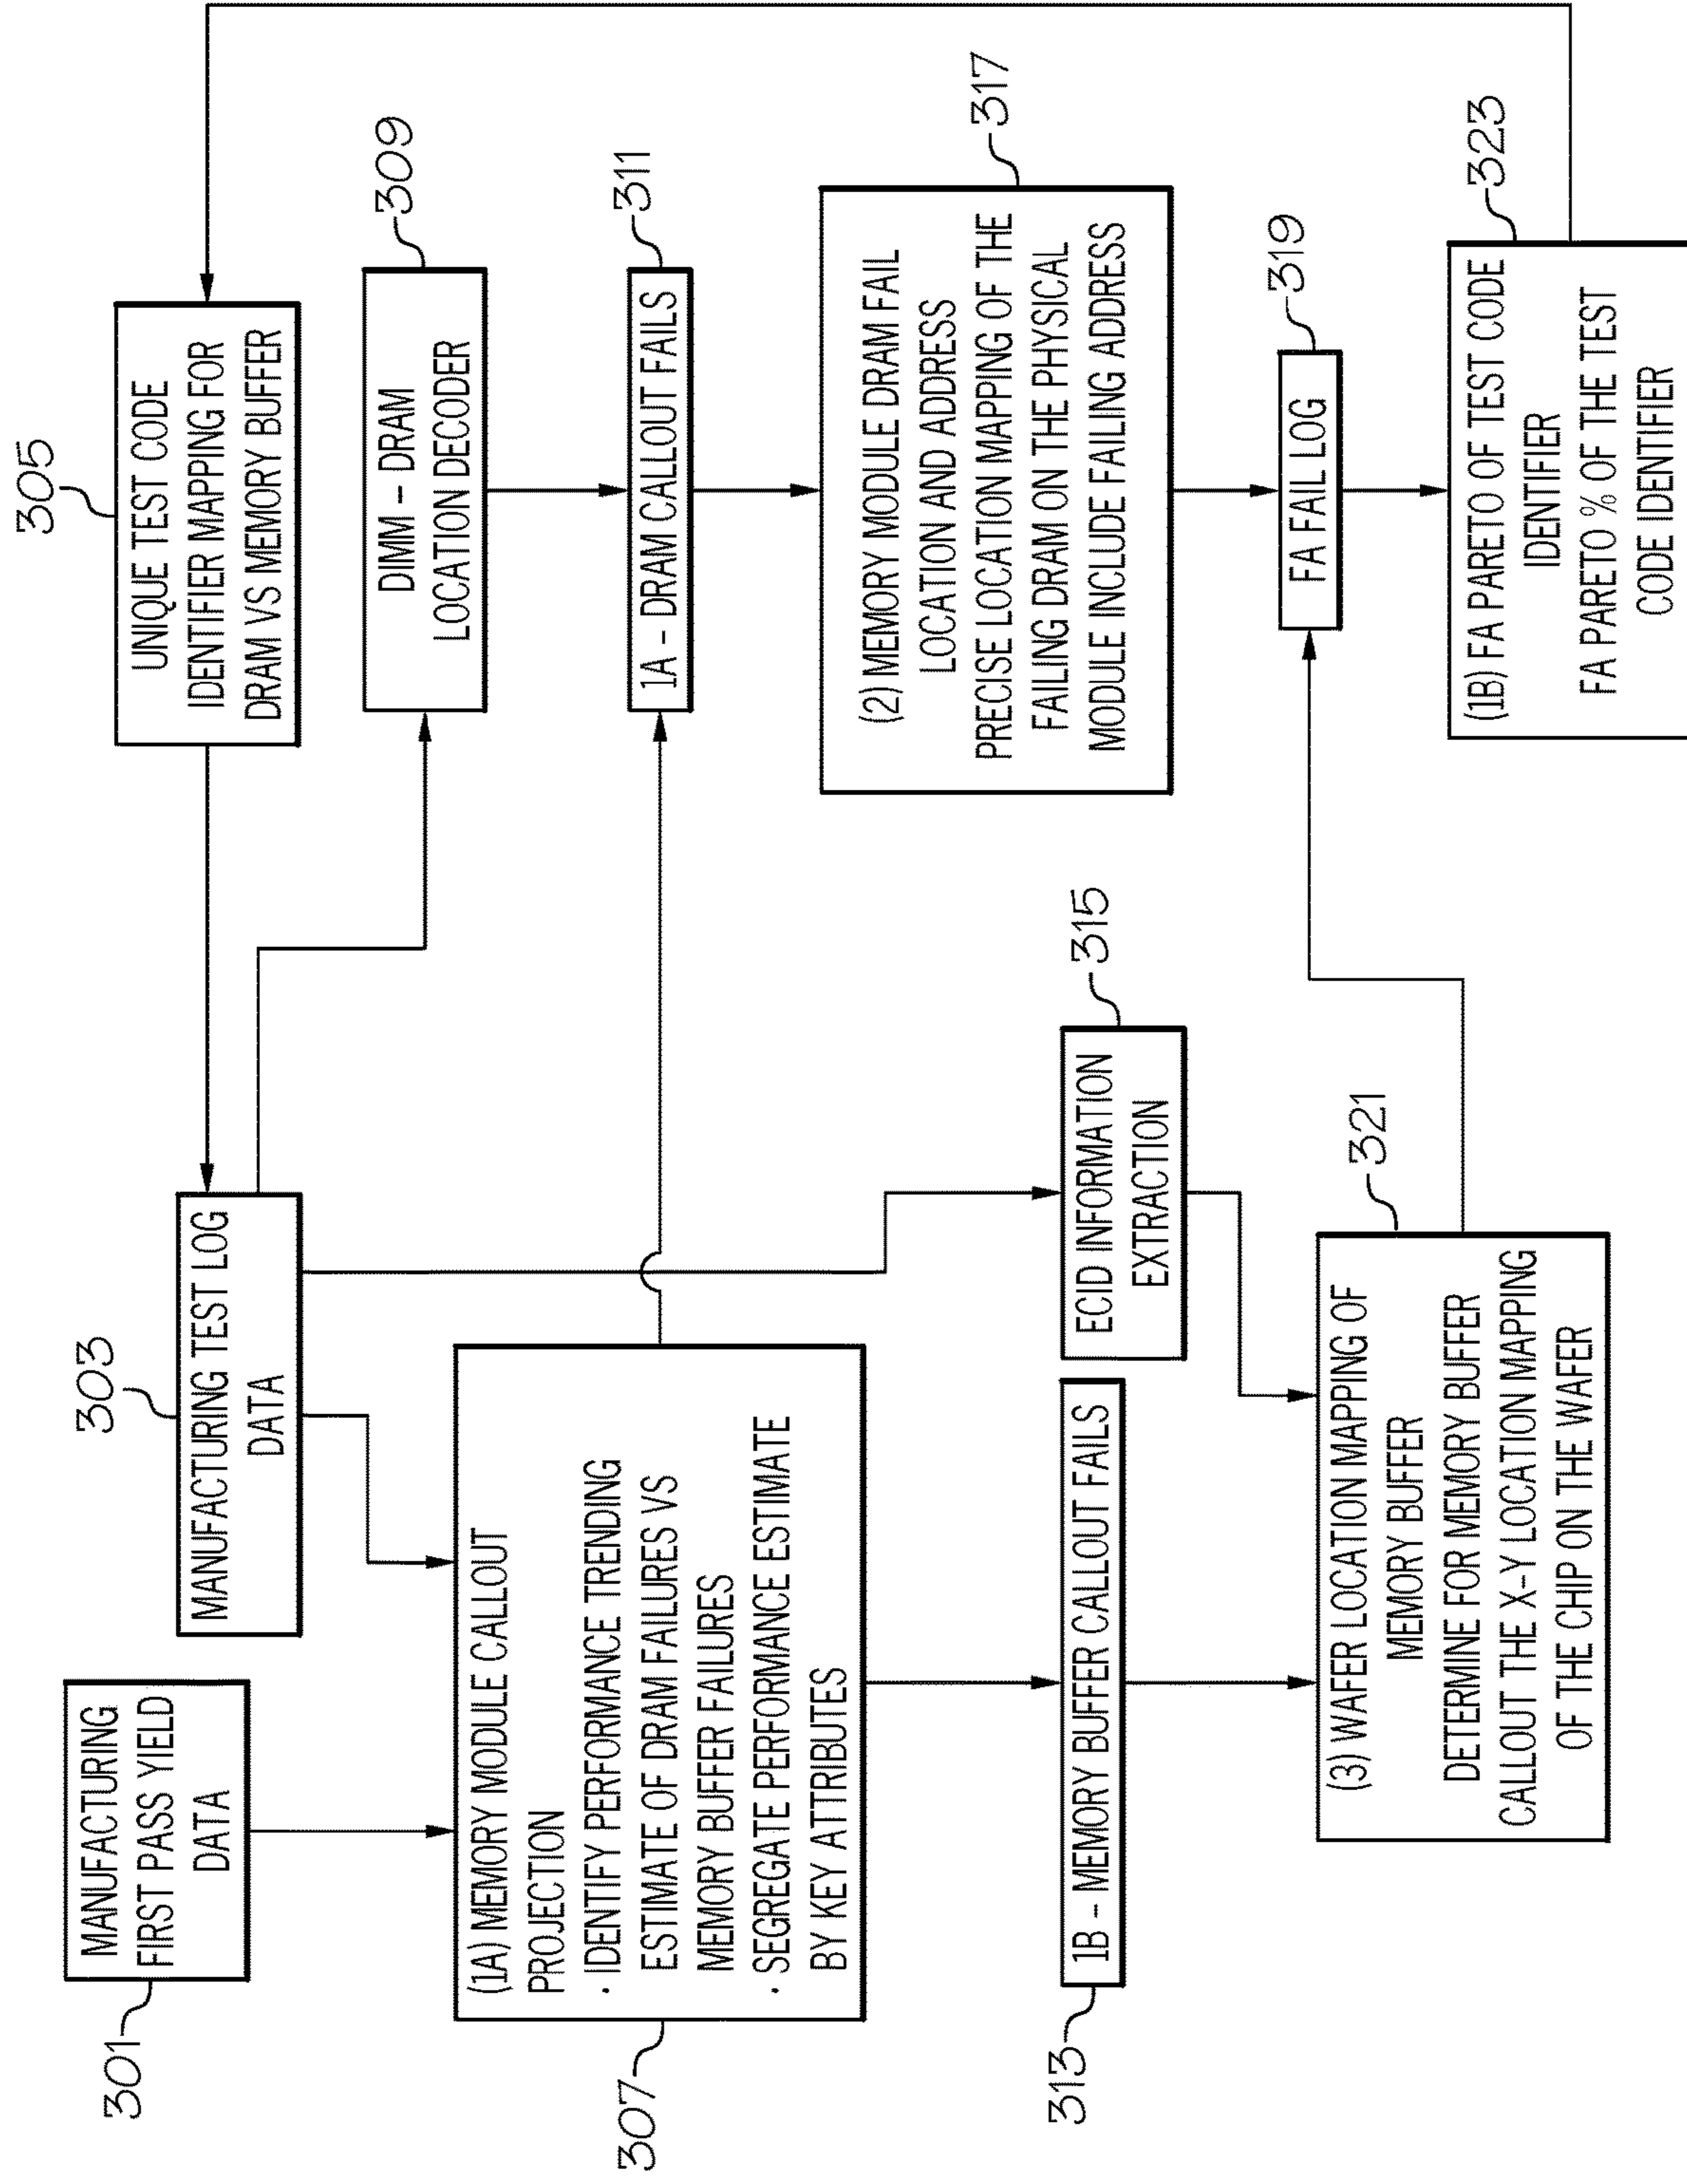 301
MANUFACTURING
FIRST PASS YIELD
DATA
303
MANUFACTURING TEST LOG
DATA
305
UNIQUE TEST CODE
IDENTIFIER MAPPING FOR
DRAM VS MEMORY BUFFER
307
(1A) MEMORY MODULE CALLOUT
PROJECTION
· IDENTIFY PERFORMANCE TRENDING
ESTIMATE OF DRAM FAILURES VS
MEMORY BUFFER FAILURES
· SEGREGATE PERFORMANCE ESTIMATE
BY KEY ATTRIBUTES
309
DIMM – DRAM
LOCATION DECODER
311
1A - DRAM CALLOUT FAILS
313
1B - MEMORY BUFFER CALLOUT FAILS
315
ECID INFORMATION
EXTRACTION
317
(2) MEMORY MODULE DRAM FAIL
LOCATION AND ADDRESS
PRECISE LOCATION MAPPING OF THE
FAILING DRAM ON THE PHYSICAL
MODULE INCLUDE FAILING ADDRESS
319
FA FAIL LOG
321
(3) WAFER LOCATION MAPPING OF
MEMORY BUFFER
DETERMINE FOR MEMORY BUFFER
CALLOUT THE X-Y LOCATION MAPPING
OF THE CHIP ON THE WAFER
323
(1B) FA PARETO OF TEST CODE
IDENTIFIER
FA PARETO % OF THE TEST
CODE IDENTIFIER